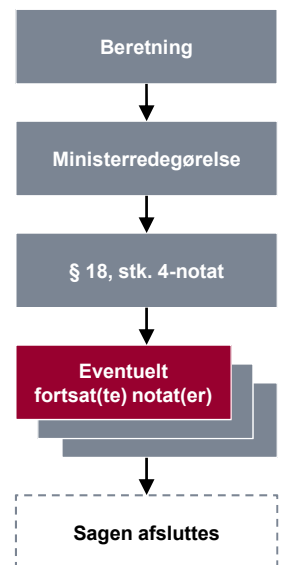 Beretning
Ministerredegørelse
§ 18, stk. 4-notat
Eventuelt
fortsat(te) notat(er)
Sagen afsluttes